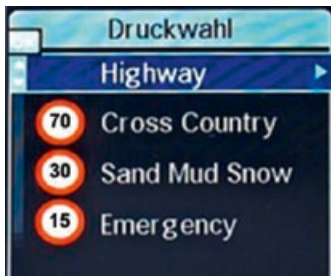 Druckwahl
Highway
70 Cross Country
30 Sand Mud Snow
15 Emergency